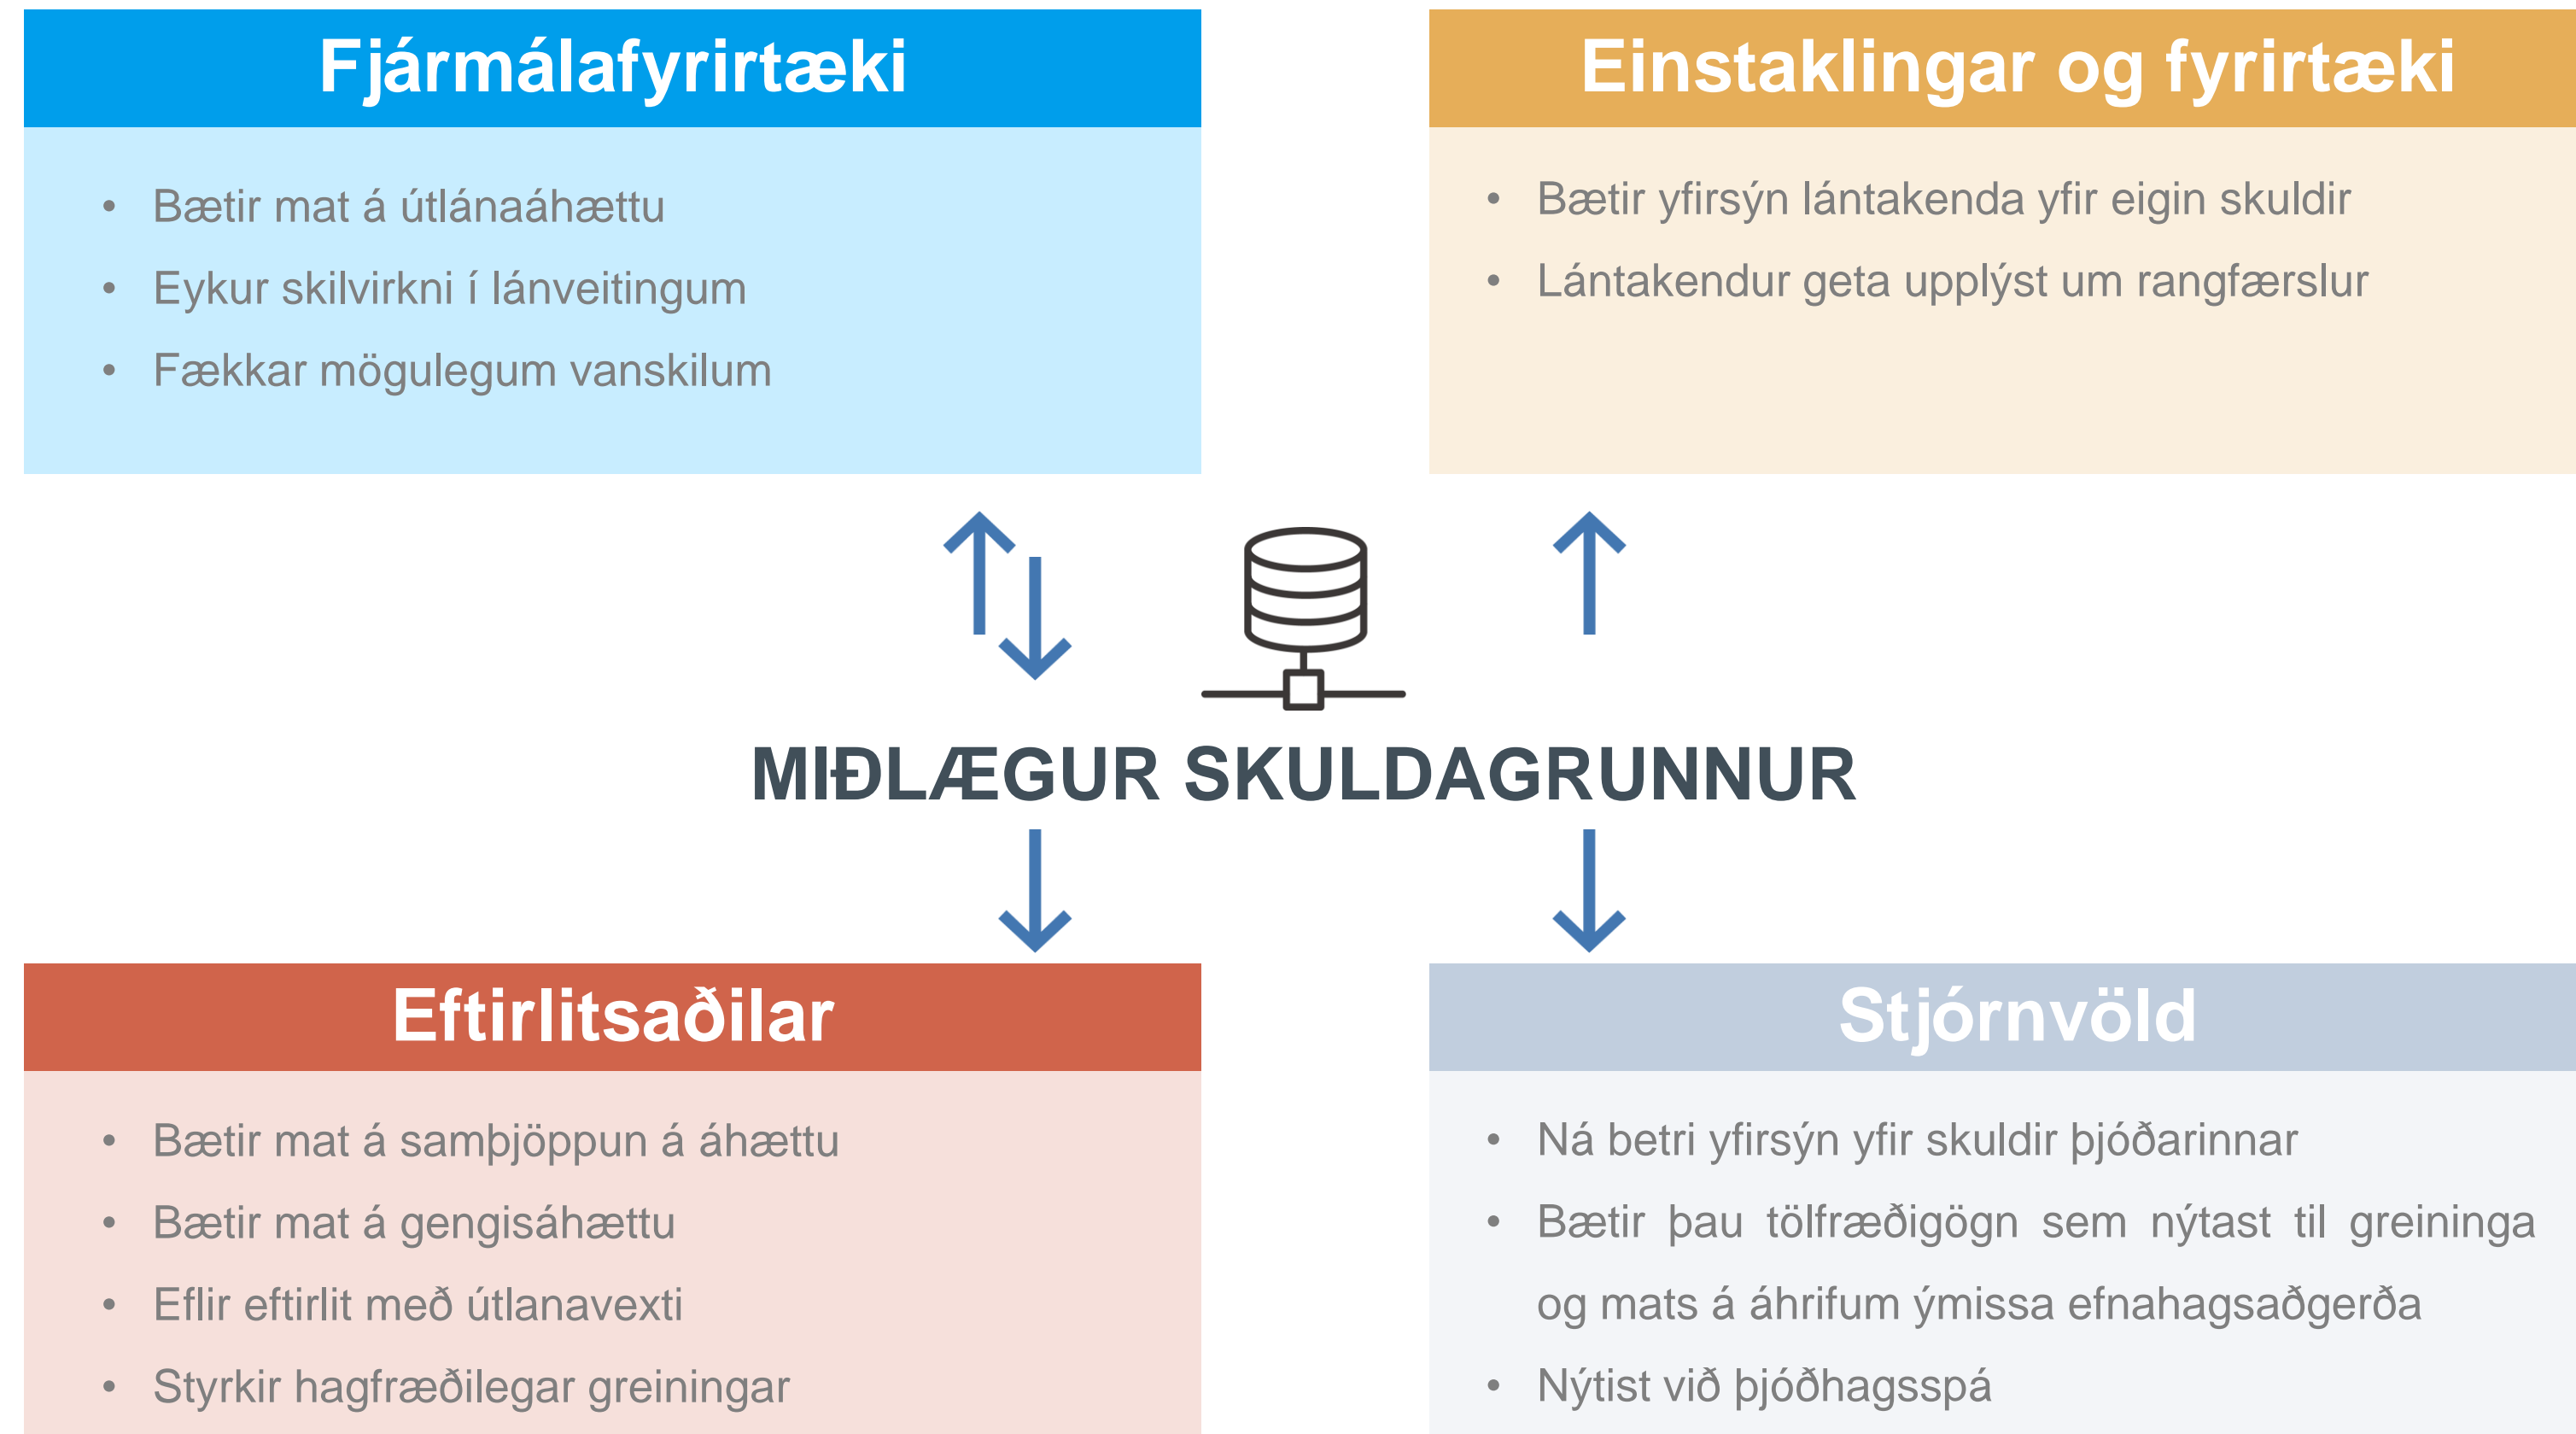 Fjármálafyrirtæki
• Bætir mat á útlánaáhættu
• Eykur skilvirkni í lánveitingum
• Fækkar mögulegum vanskilum
Einstaklingar og fyrirtæki
• Bætir yfirsýn lántakenda yfir eigin skuldir
• Lántakendur geta upplýst um rangfærslur
MIÐLÆGUR SKULDAGRUNNUR
Eftirlitsaðilar
• Bætir mat á samþjöppun á áhættu
• Bætir mat á gengisáhættu
• Eflir eftirlit með útlanavexti
• Styrkir hagfræðilegar greiningar
Stjórnvöld
• Ná betri yfirsýn yfir skuldir þjóðarinnar
• Bætir þau tölfræðigögn sem nýtast til greininga
og mats á áhrifum ýmissa efnahagsaðgerða
• Nýtist við þjóðhagsspá